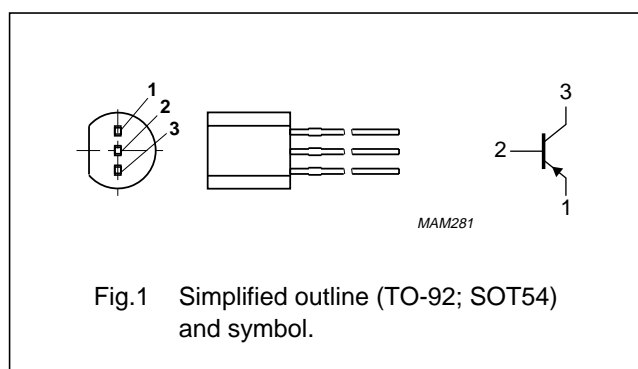 1
2
3
3
2
1
MAM281
Fig.1 Simplified outline (TO-92; SOT54)
and symbol.